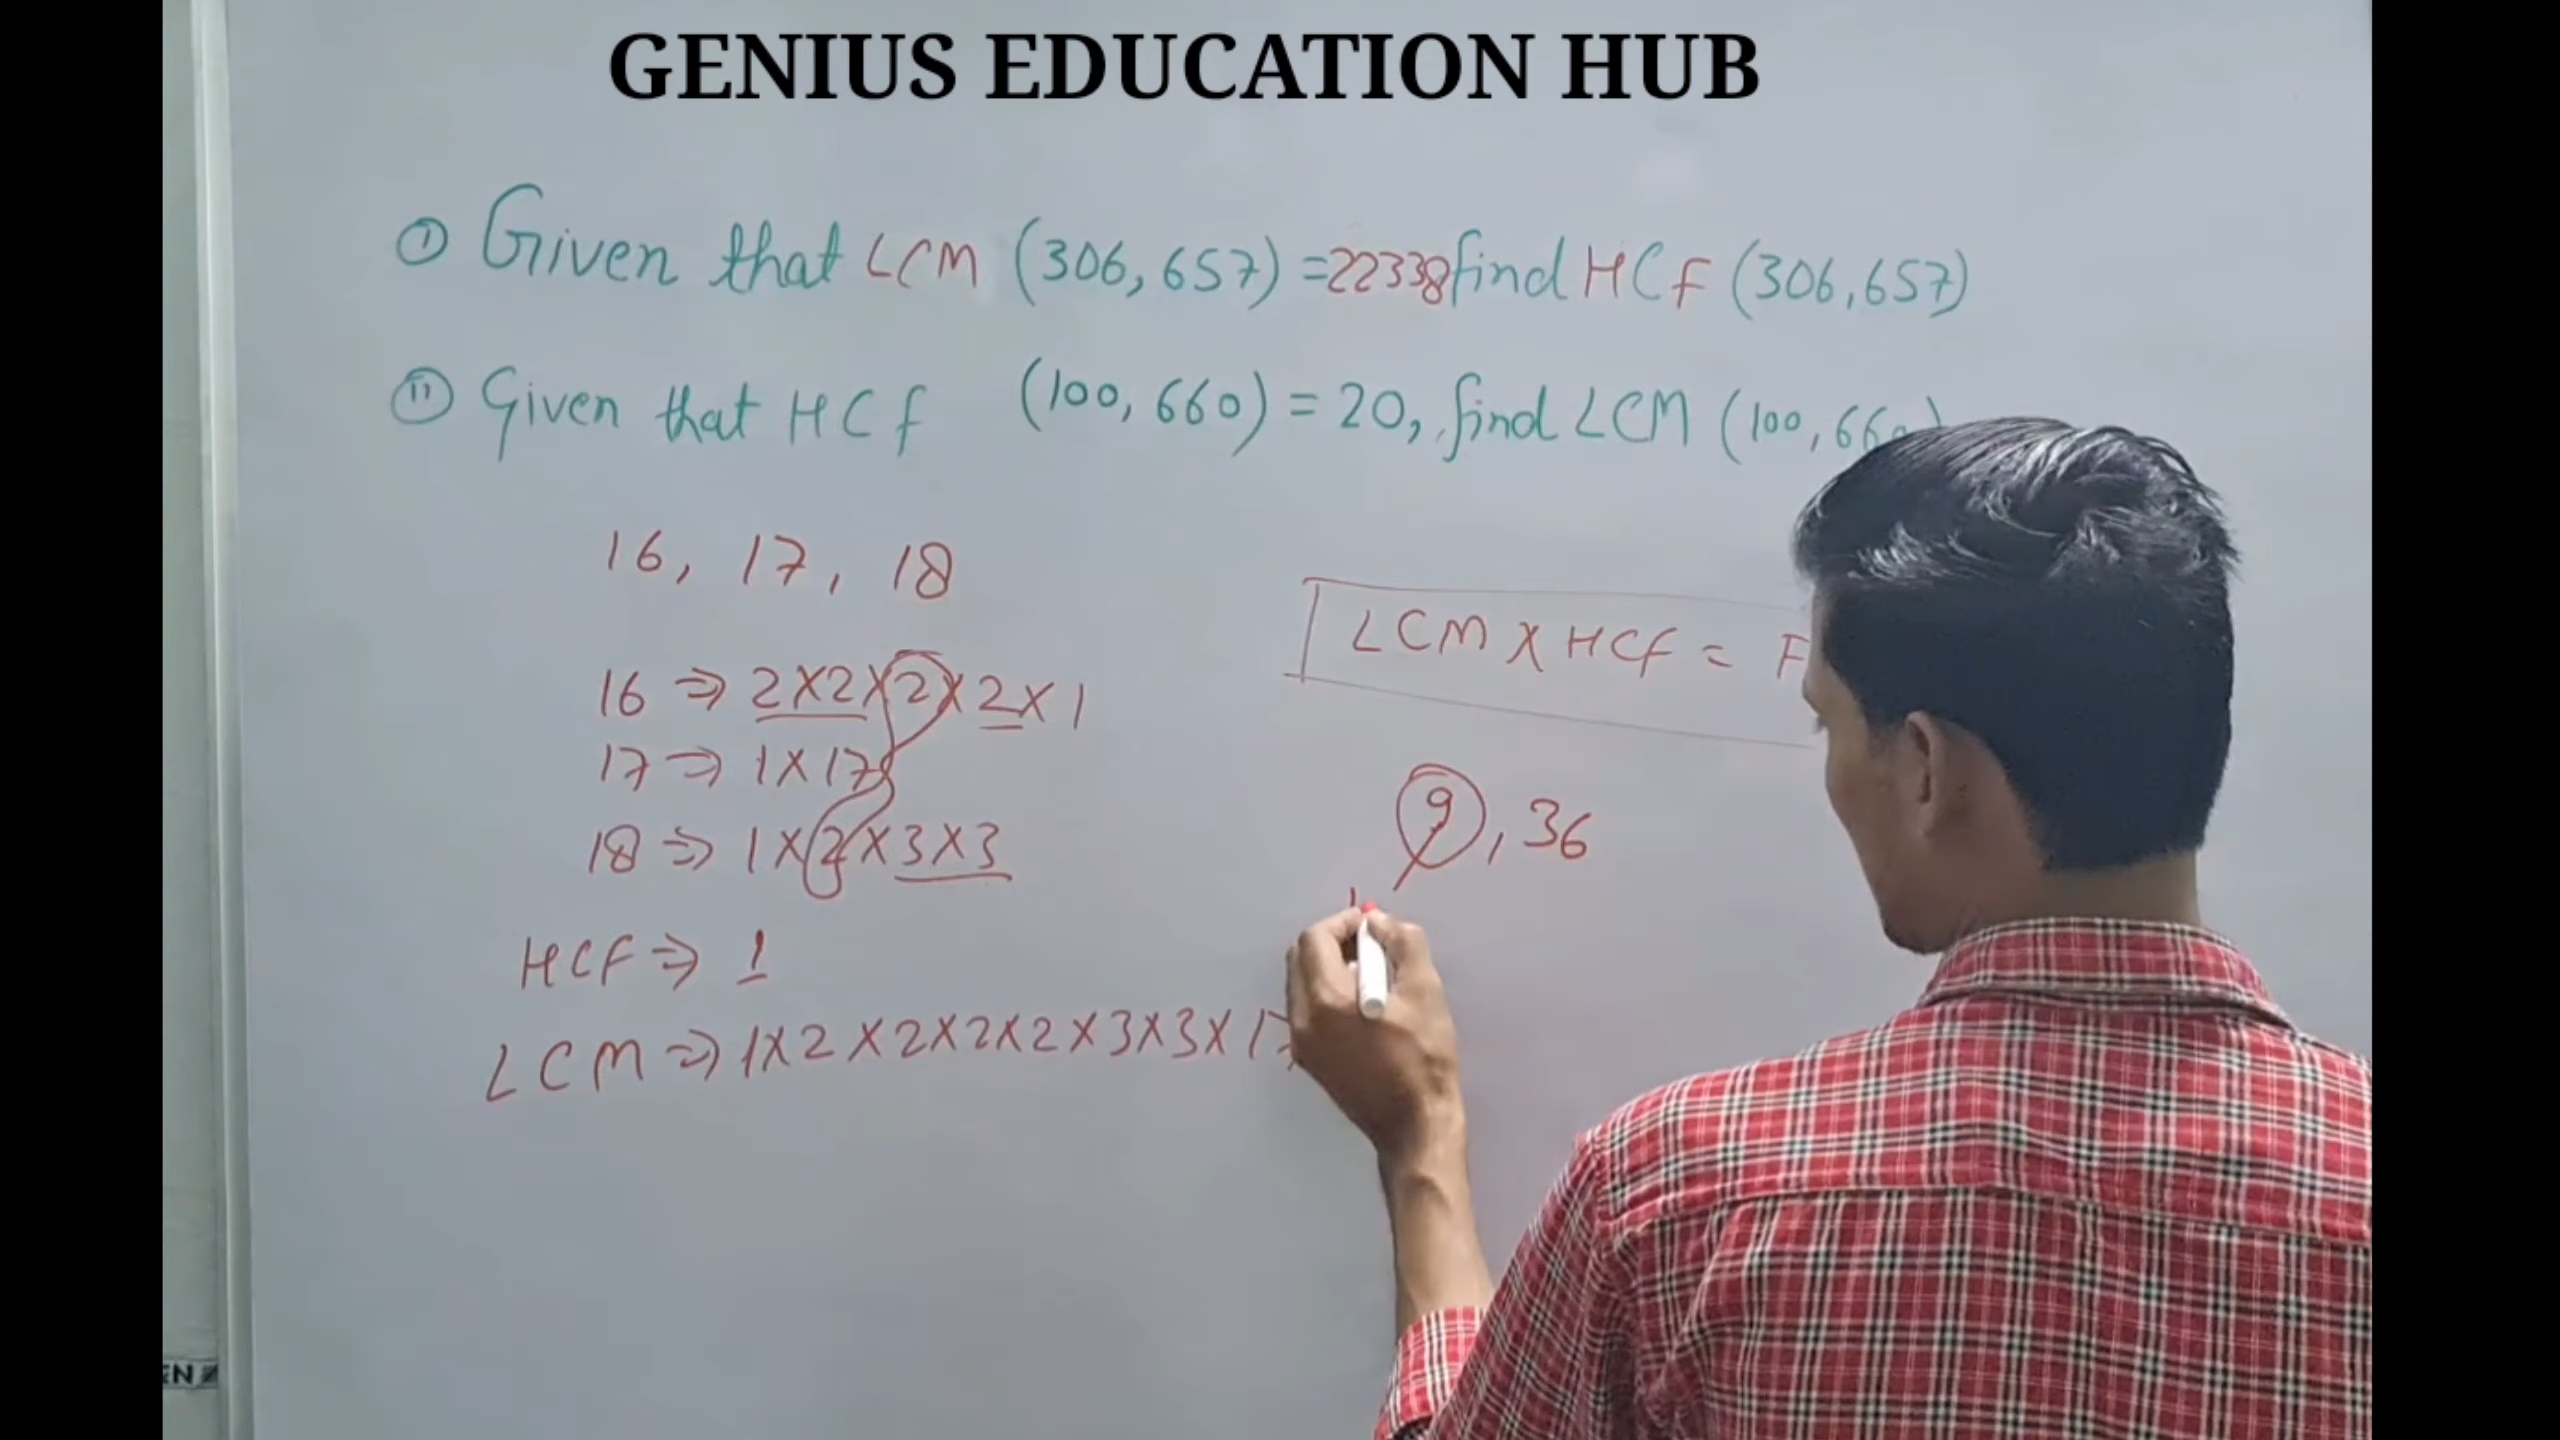 GENIUS EDUCATION HUB
① Given that LCM (306, 657) = 22338 find HCF (306, 657)
⑪ Given that HCF (100, 660) = 20, find LCM (100, 660)
16, 17, 18
LCM X HCF = F
16 ⇒ 2X2X2X2X1
17 ⇒ 1X17
9, 36
18 ⇒ 1X2X3X3
HCF ⇒ 1
LCM ⇒ 1X2X2X2X2X3X3X17
EN